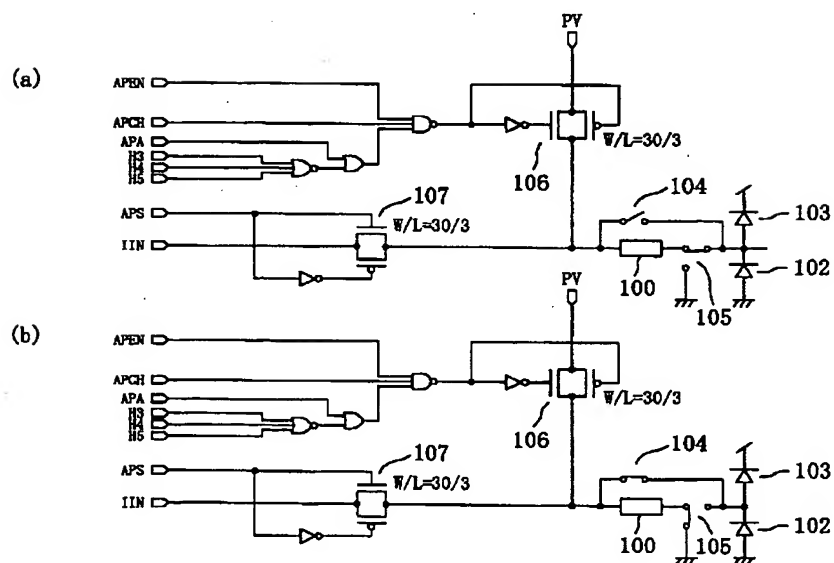 (a)
PV
APEN
APCH
APA
H3
H4
H5
106
W/L=30/3
107
104
103
APS
W/L=30/3
IIN
100
102
105
(b)
PV
APEN
APCH
APA
H3
H4
H5
106
W/L=30/3
107
104
103
APS
W/L=30/3
IIN
100
105
102